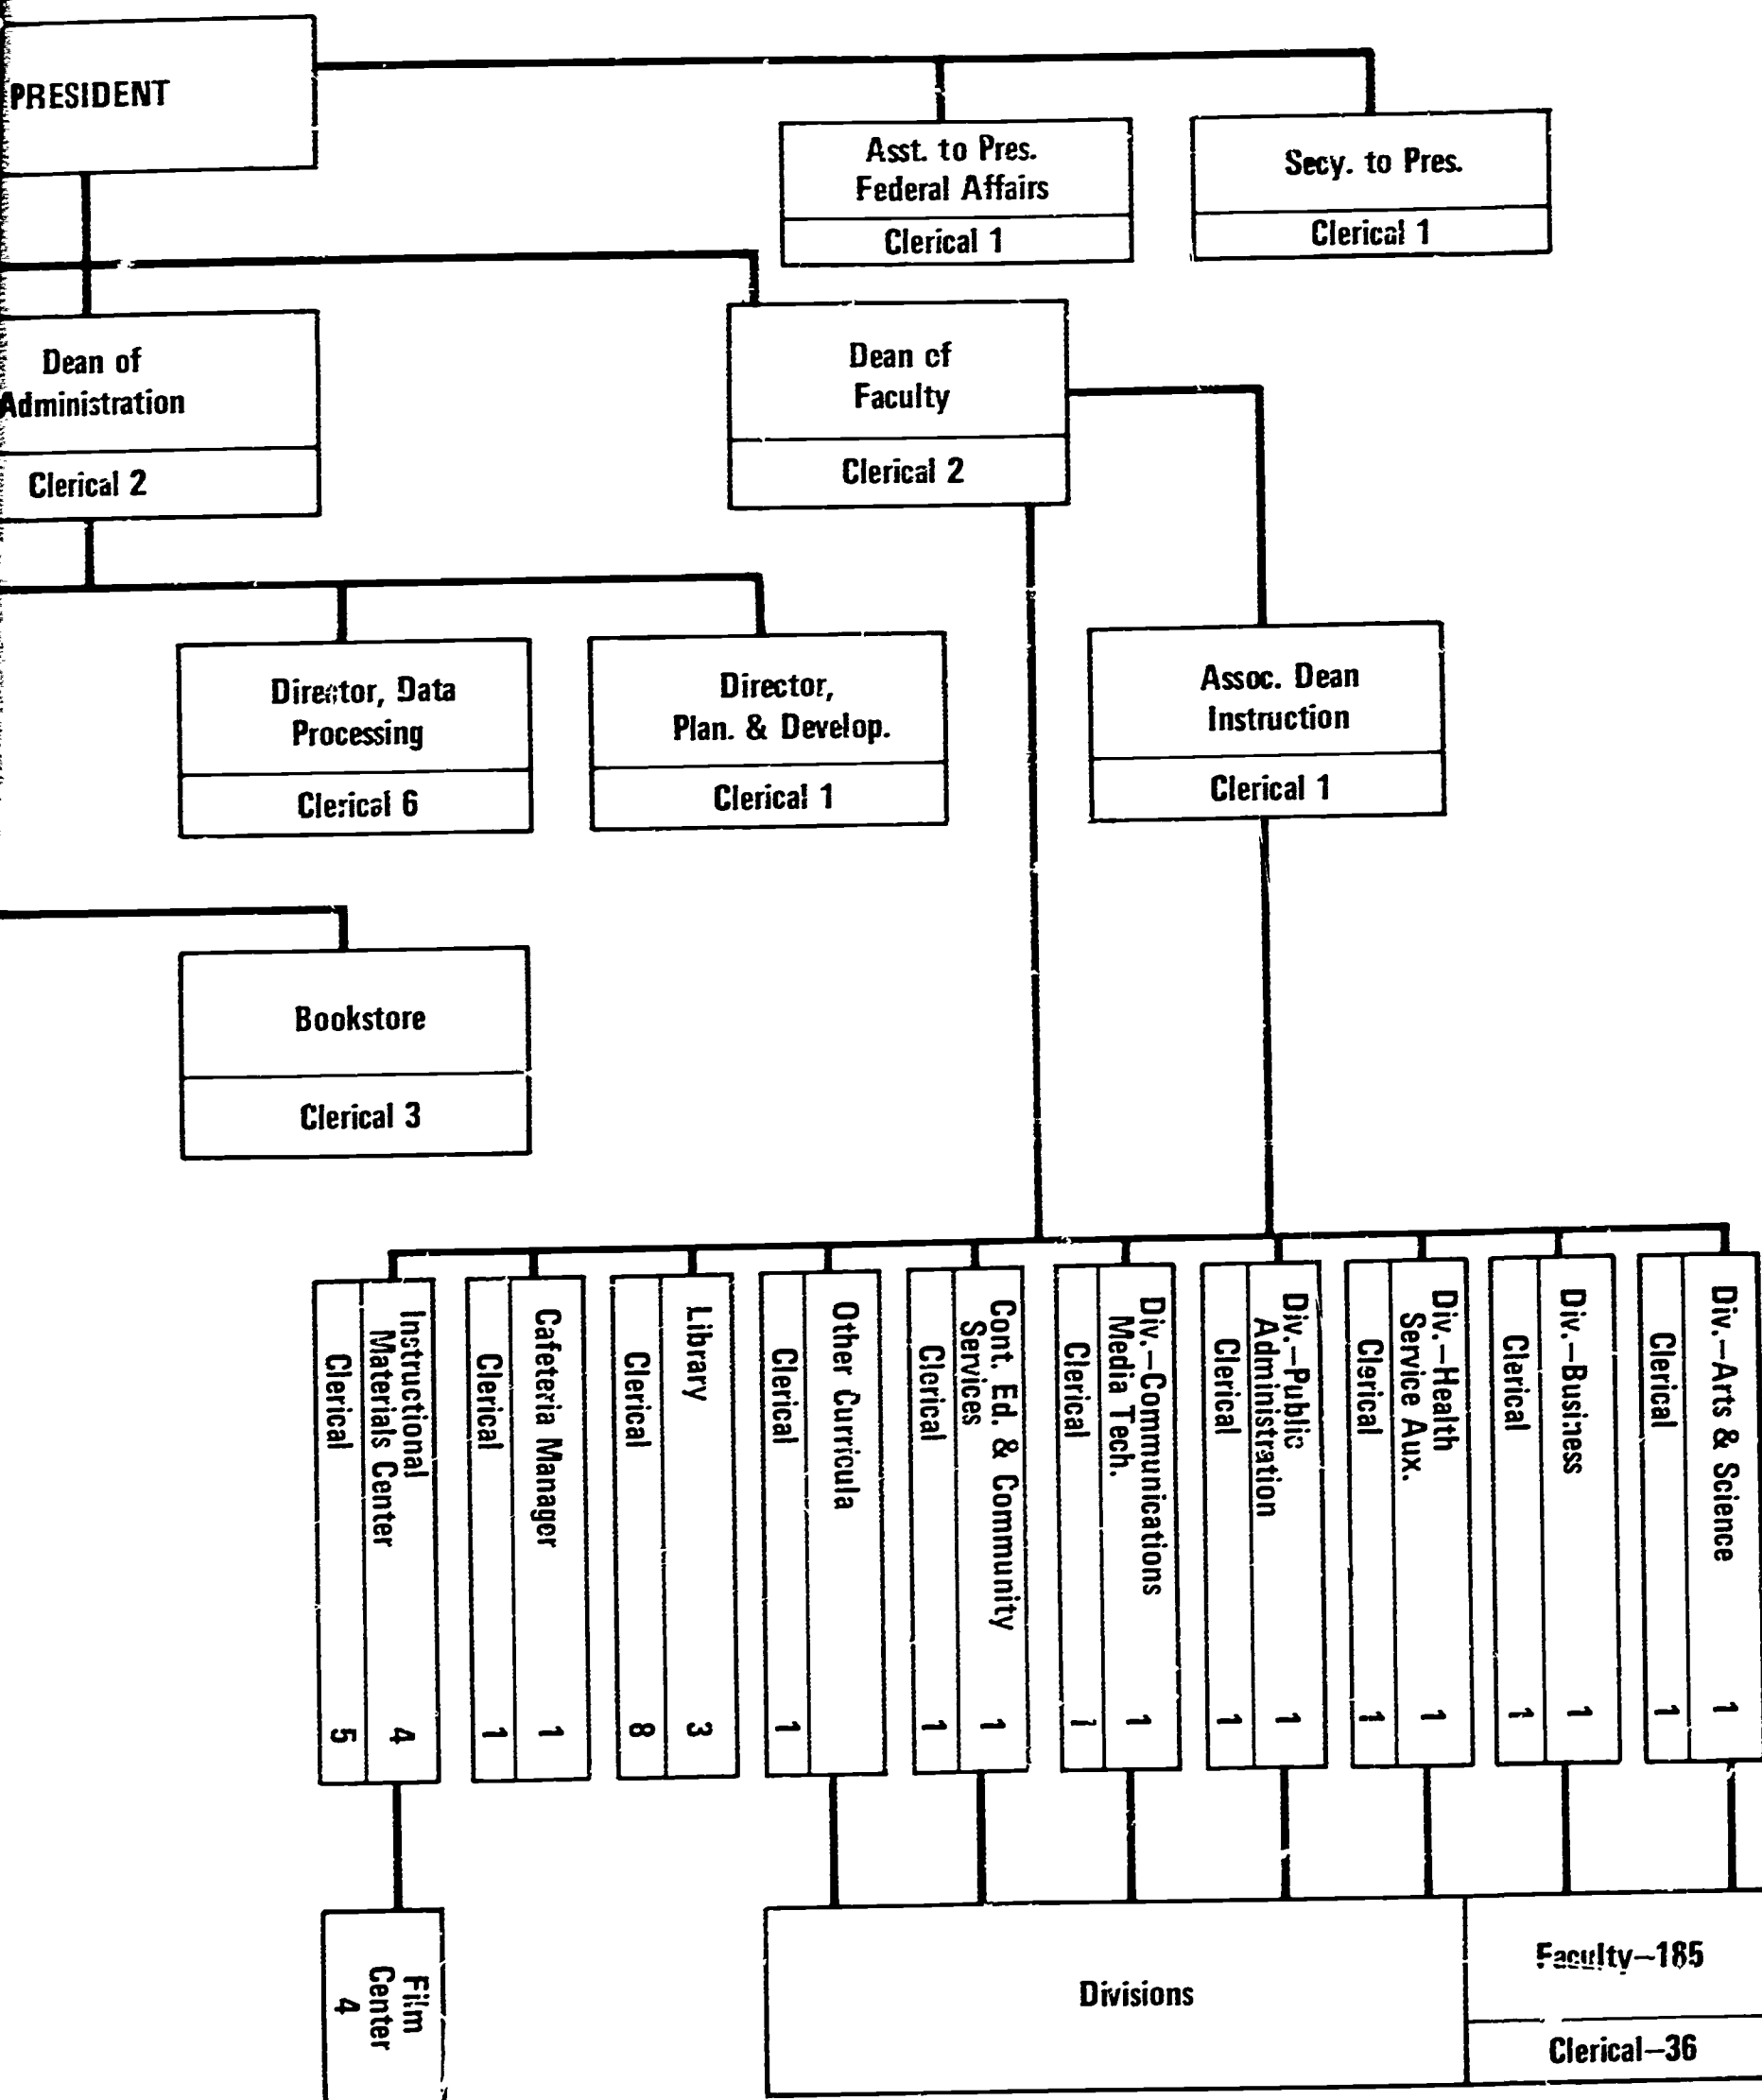 PRESIDENT
Asst. to Pres.
Federal Affairs
Clerical 1
Secy. to Pres.
Clerical 1
Dean of
Administration
Clerical 2
Dean of
Faculty
Clerical 2
Director, Data
Processing
Clerical 6
Director,
Plan. & Develop.
Clerical 1
Assoc. Dean
Instruction
Clerical 1
Bookstore
Clerical 3
Instructional
Materials Center 4
Clerical 5
Cafeteria Manager 1
Clerical 1
Library 3
Clerical 8
Other Curricula
Clerical 1
Cont. Ed. & Community
Services 1
Clerical 1
Div.—Communications
Media Tech. 1
Clerical 1
Div.—Public
Administration 1
Clerical 1
Div.—Health
Service Aux. 1
Clerical 1
Div.—Business 1
Clerical 1
Div.—Arts & Science 1
Clerical 1
Film
Center
4
Divisions
Faculty—185
Clerical—36